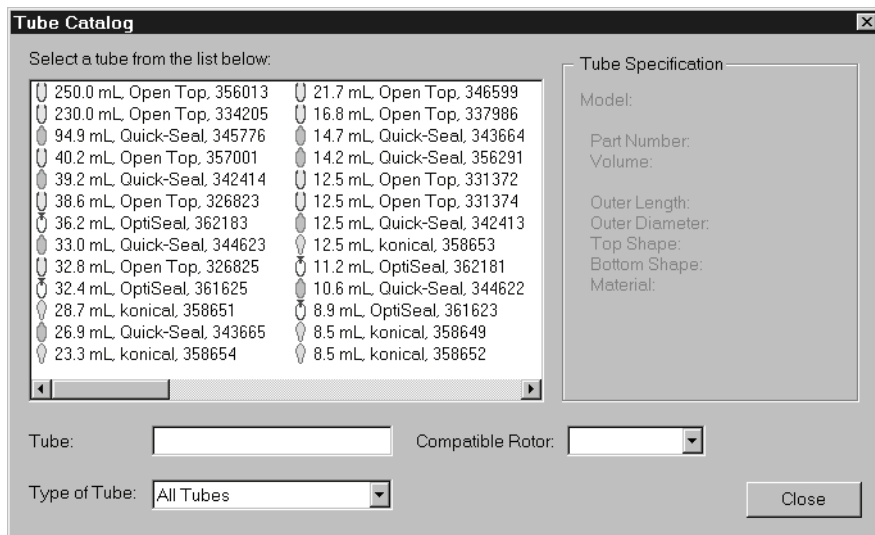 Tube Catalog
Select a tube from the list below:
250.0 mL, Open Top, 356013
230.0 mL, Open Top, 334205
94.9 mL, Quick-Seal, 345776
40.2 mL, Open Top, 357001
39.2 mL, Quick-Seal, 342414
38.6 mL, Open Top, 326823
36.2 mL, OptiSeal, 362183
33.0 mL, Quick-Seal, 344623
32.8 mL, Open Top, 326825
32.4 mL, OptiSeal, 361625
28.7 mL, konical, 358651
26.9 mL, Quick-Seal, 343665
23.3 mL, konical, 358654
21.7 mL, Open Top, 346599
16.8 mL, Open Top, 337986
14.7 mL, Quick-Seal, 343664
14.2 mL, Quick-Seal, 356291
12.5 mL, Open Top, 331372
12.5 mL, Open Top, 331374
12.5 mL, Quick-Seal, 342413
12.5 mL, konical, 358653
11.2 mL, OptiSeal, 362181
10.6 mL, Quick-Seal, 344622
8.9 mL, OptiSeal, 361623
8.5 mL, konical, 358649
8.5 mL, konical, 358652
Tube Specification
Model:
Part Number:
Volume:
Outer Length:
Outer Diameter:
Top Shape:
Bottom Shape:
Material:
Tube:
Compatible Rotor:
Type of Tube: All Tubes
Close